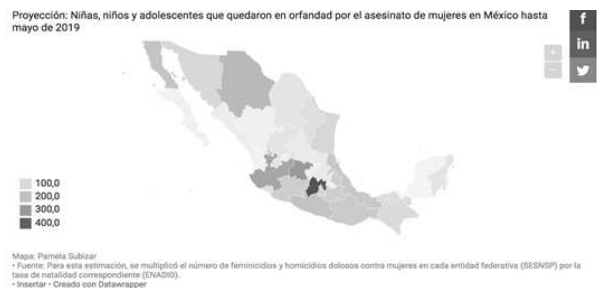 Proyección: Niñas, niños y adolescentes que quedaron en orfandad por el asesinato de mujeres en México hasta
mayo de 2019
f
in
+
−
100,0
200,0
300,0
400,0
Mapa: Pamela Subizar
• Fuente: Para esta estimación, se multiplicó el número de feminicidios y homicidios dolosos contra mujeres en cada entidad federativa (SESNSP) por la
tasa de natalidad correspondiente (ENADID).
• Insertar • Creado con Datawrapper